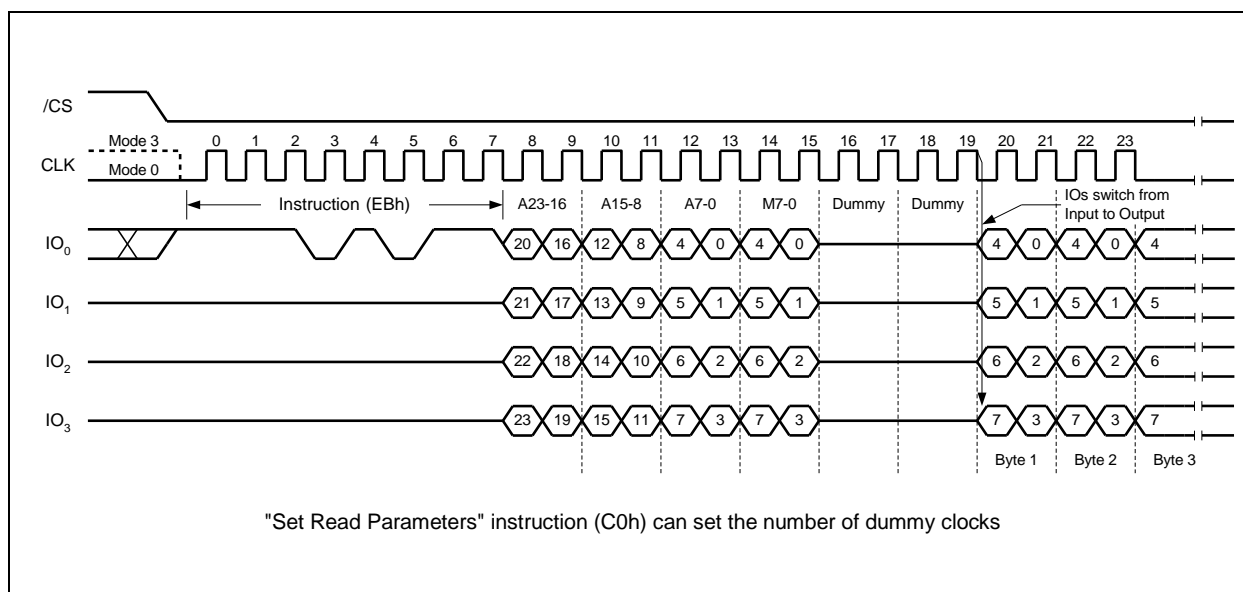 /CS
Mode 3 0 1 2 3 4 5 6 7 8 9 10 11 12 13 14 15 16 17 18 19 20 21 22 23
CLK Mode 0
Instruction (EBh) A23-16 A15-8 A7-0 M7-0 Dummy Dummy IOs switch from
Input to Output
IO0 20 16 12 8 4 0 4 0 4 0 4 0 4
IO1 21 17 13 9 5 1 5 1 5 1 5 1 5
IO2 22 18 14 10 6 2 6 2 6 2 6 2 6
IO3 23 19 15 11 7 3 7 3 7 3 7 3 7
Byte 1 Byte 2 Byte 3
"Set Read Parameters" instruction (C0h) can set the number of dummy clocks